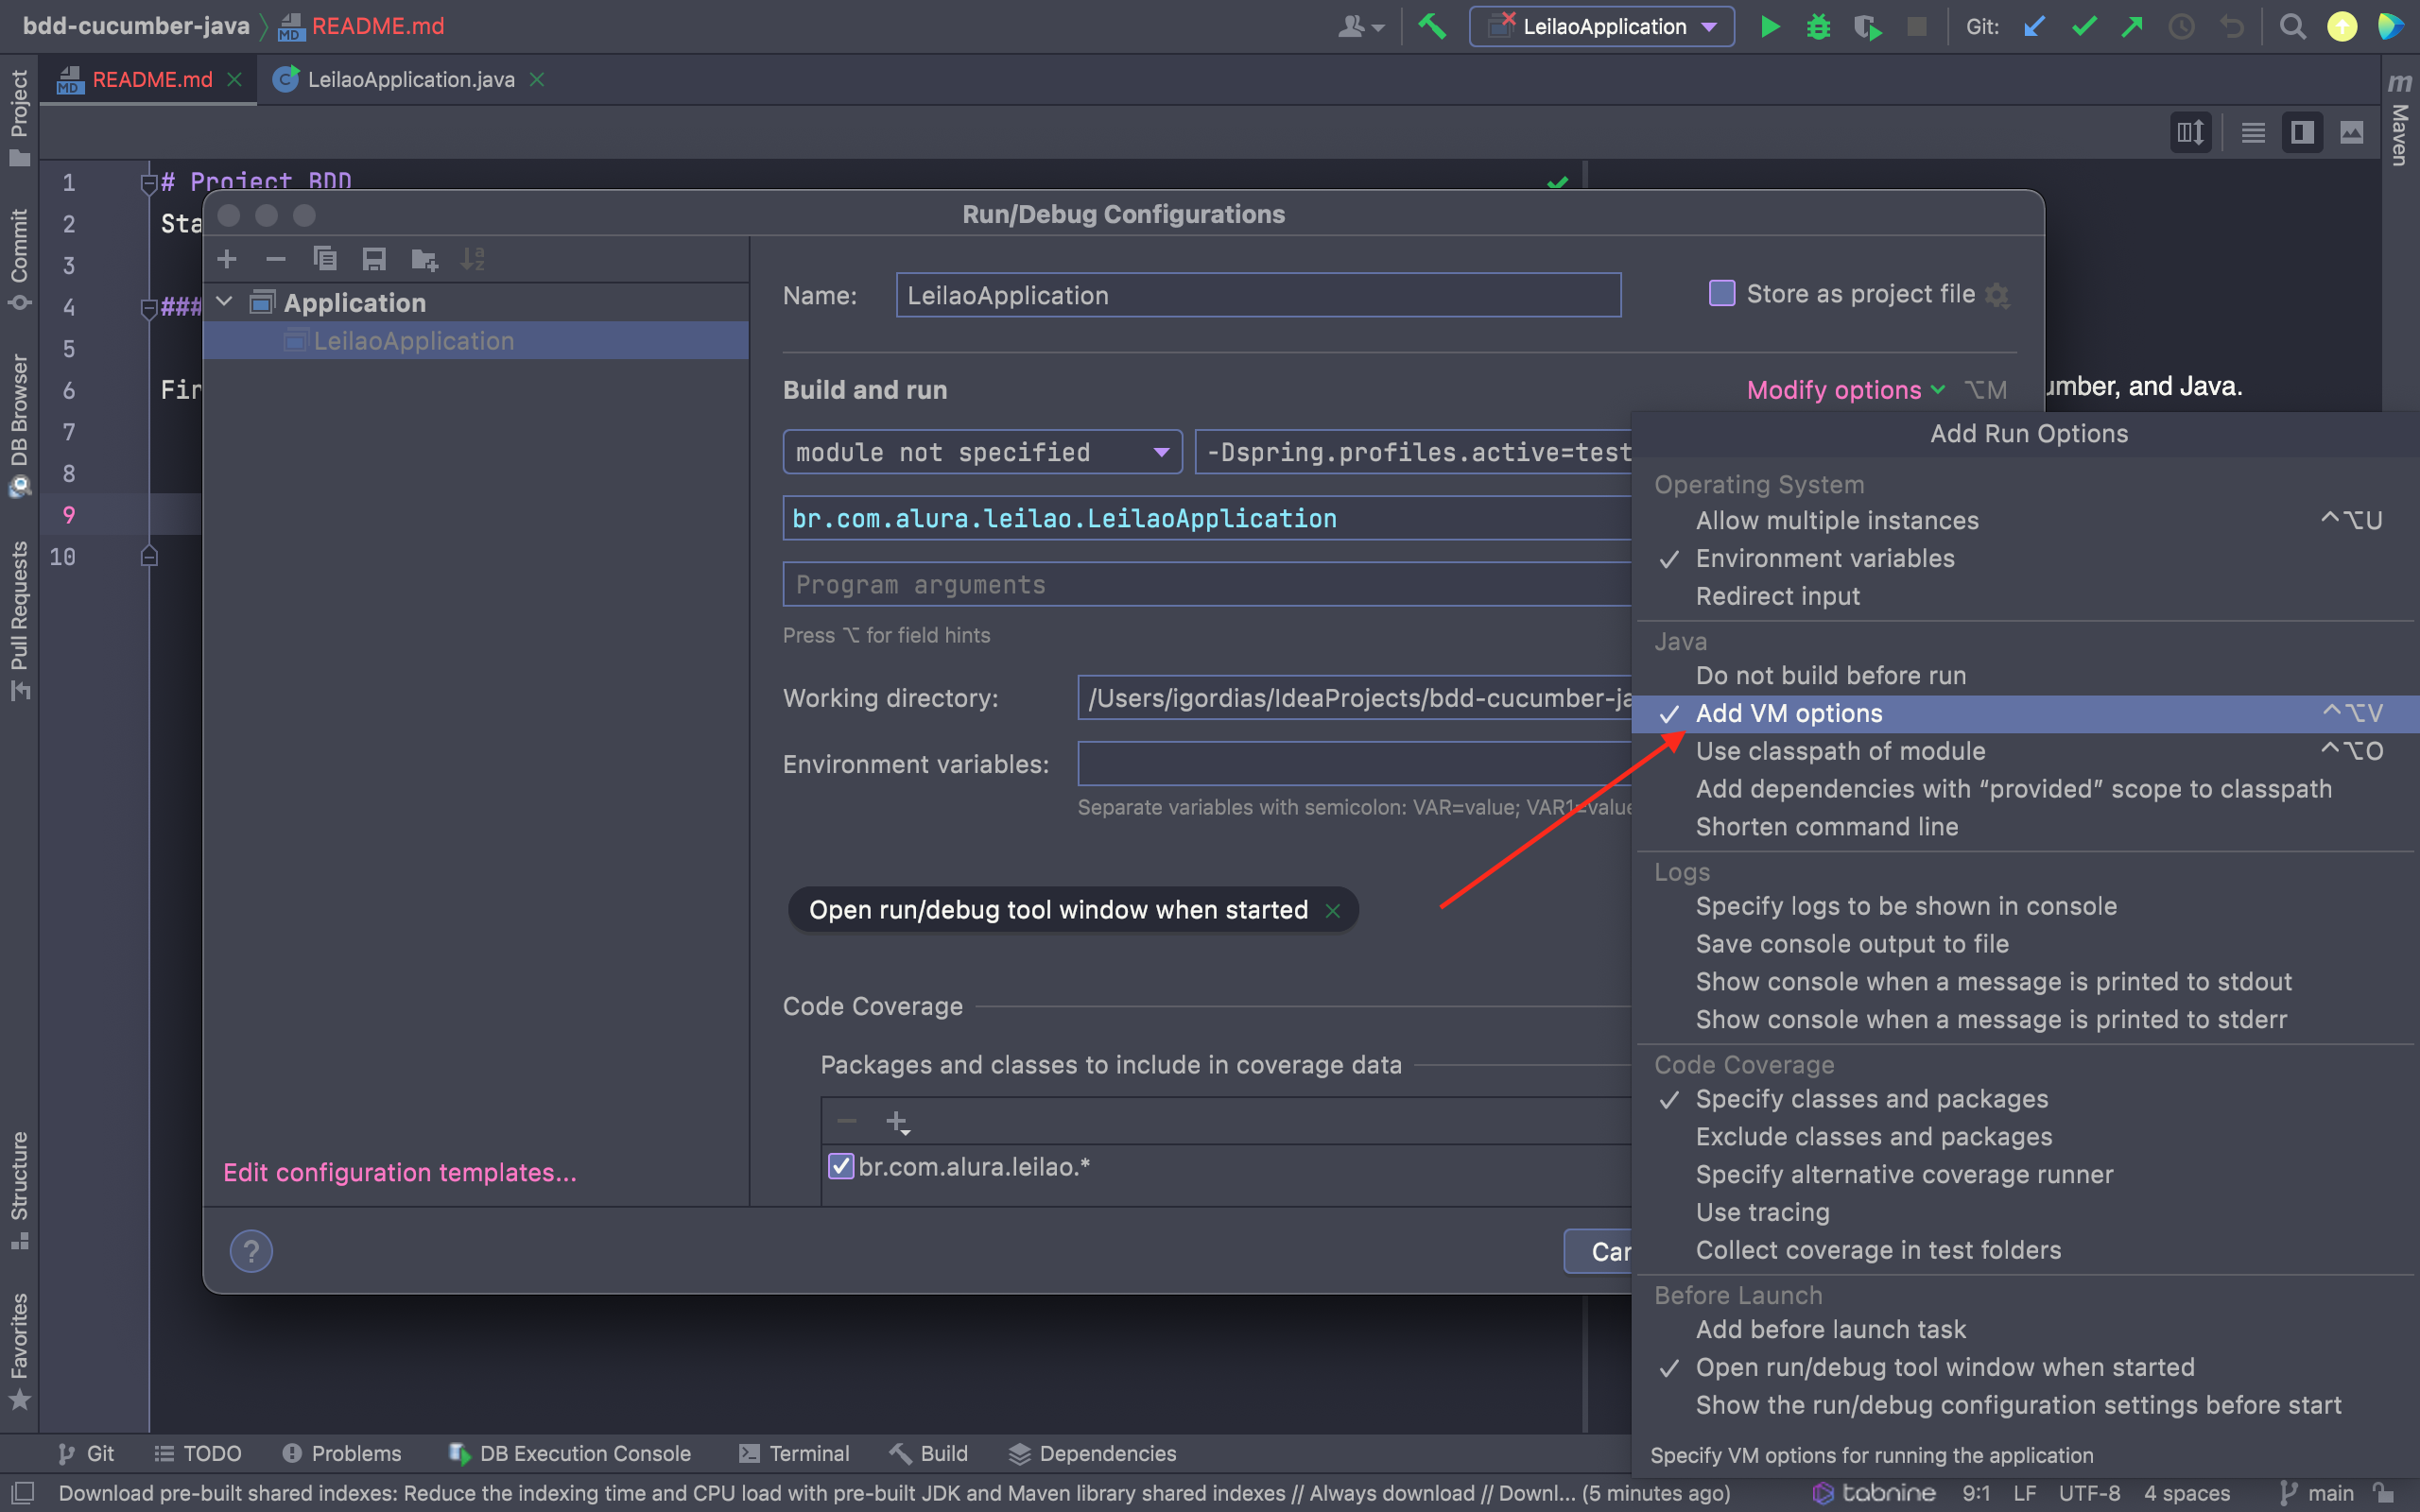 bdd-cucumber-java
README.md
LeilaoApplication
Git:
README.md
LeilaoApplication.java
Project
Commit
DB Browser
Pull Requests
Structure
Favorites
Maven
1
# Project BDD
2
Sta
3
4
###
5
6
Fir
umber, and Java.
7
8
9
10
Run/Debug Configurations
Application
LeilaoApplication
Edit configuration templates...
Name:
LeilaoApplication
Store as project file
Build and run
Modify options
⌥M
module not specified
-Dspring.profiles.active=test
br.com.alura.leilao.LeilaoApplication
Program arguments
Press ⌥ for field hints
Working directory:
/Users/igordias/IdeaProjects/bdd-cucumber-ja
Environment variables:
Separate variables with semicolon: VAR=value; VAR1=value
Open run/debug tool window when started
Code Coverage
Packages and classes to include in coverage data
br.com.alura.leilao.*
?
Can
Add Run Options
Operating System
Allow multiple instances ^⌥U
Environment variables
Redirect input
Java
Do not build before run
Add VM options ^⌥V
Use classpath of module ^⌥O
Add dependencies with “provided” scope to classpath
Shorten command line
Logs
Specify logs to be shown in console
Save console output to file
Show console when a message is printed to stdout
Show console when a message is printed to stderr
Code Coverage
Specify classes and packages
Exclude classes and packages
Specify alternative coverage runner
Use tracing
Collect coverage in test folders
Before Launch
Add before launch task
Open run/debug tool window when started
Show the run/debug configuration settings before start
Specify VM options for running the application
Git
TODO
Problems
DB Execution Console
Terminal
Build
Dependencies
Download pre-built shared indexes: Reduce the indexing time and CPU load with pre-built JDK and Maven library shared indexes // Always download // Downl... (5 minutes ago)
tabnine
9:1
LF
UTF-8
4 spaces
main